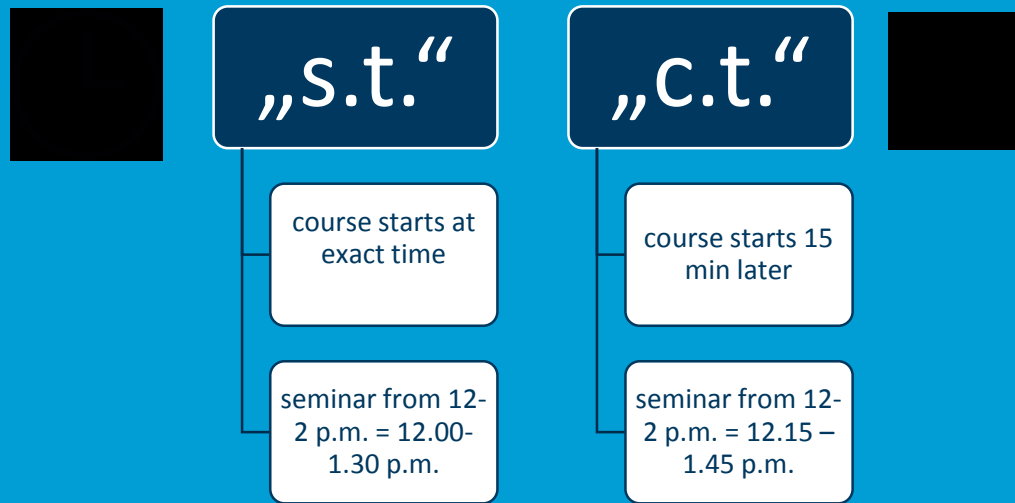 „s.t.“
course starts at
exact time
seminar from 12-
2 p.m. = 12.00-
1.30 p.m.
„c.t.“
course starts 15
min later
seminar from 12-
2 p.m. = 12.15 –
1.45 p.m.